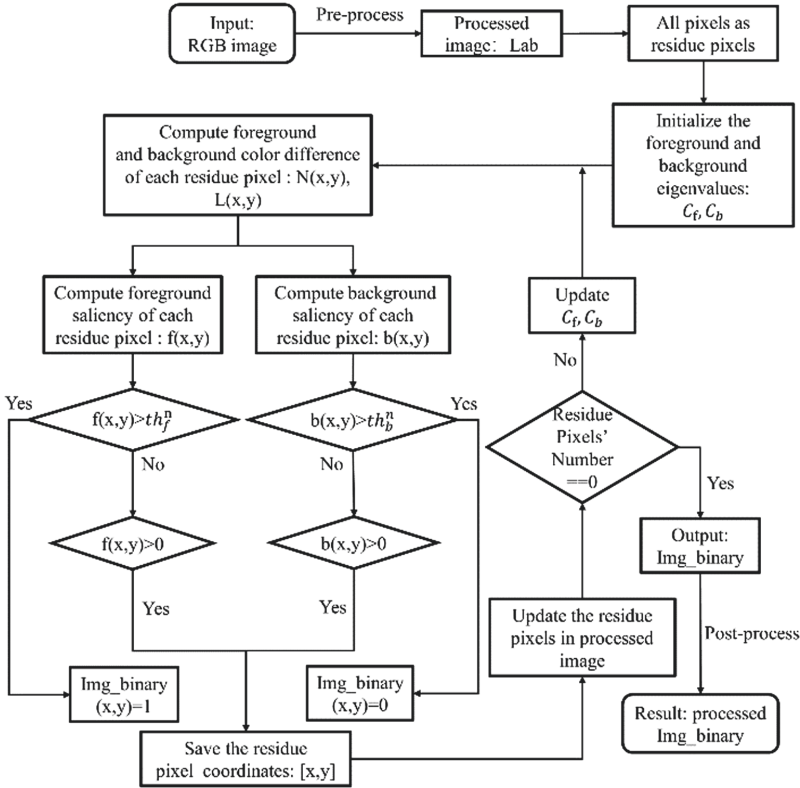 Input:
RGB image
Pre-process
Processed
image: Lab
All pixels as
residue pixels
Initialize the
foreground and
background
eigenvalues:
C_f, C_b
Compute foreground
and background color difference
of each residue pixel : N(x,y),
L(x,y)
Compute foreground
saliency of each
residue pixel : f(x,y)
Compute background
saliency of each
residue pixel: b(x,y)
Update
C_f, C_b
No
Yes
f(x,y)>th_f^n
b(x,y)>th_b^n
Yes
No
No
Residue
Pixels'
Number
==0
Yes
f(x,y)>0
b(x,y)>0
Output:
Img_binary
Yes
Yes
Update the residue
pixels in processed
image
Post-process
Img_binary
(x,y)=1
Img_binary
(x,y)=0
Result: processed
Img_binary
Save the residue
pixel coordinates: [x,y]